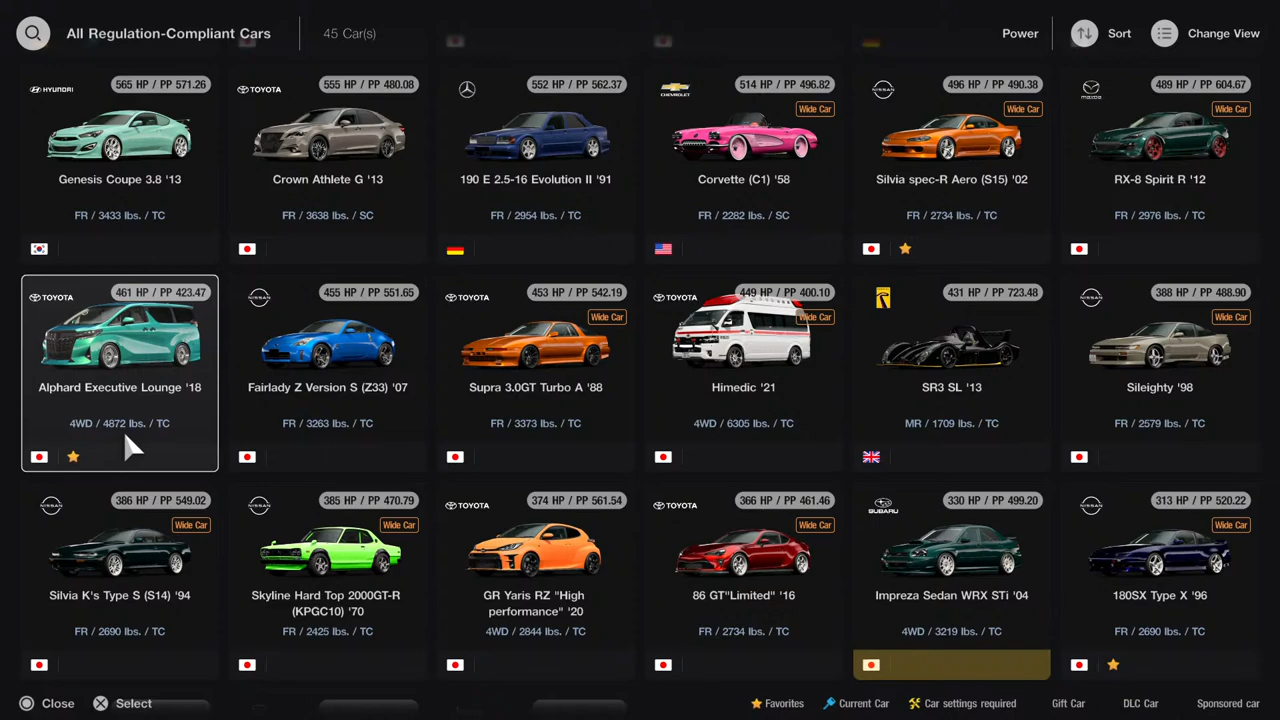 All Regulation-Compliant Cars
45 Car(s)
Power
Sort
Change View
HYUNDAI
565 HP / PP 571.26
Genesis Coupe 3.8 '13
FR / 3433 lbs. / TC
TOYOTA
555 HP / PP 480.08
Crown Athlete G '13
FR / 3638 lbs. / SC
552 HP / PP 562.37
190 E 2.5-16 Evolution II '91
FR / 2954 lbs. / TC
CHEVROLET
514 HP / PP 496.82
Wide Car
Corvette (C1) '58
FR / 2282 lbs. / SC
NISSAN
496 HP / PP 490.38
Wide Car
Silvia spec-R Aero (S15) '02
FR / 2734 lbs. / TC
mazda
489 HP / PP 604.67
Wide Car
RX-8 Spirit R '12
FR / 2976 lbs. / TC
TOYOTA
461 HP / PP 423.47
Alphard Executive Lounge '18
4WD / 4872 lbs. / TC
NISSAN
455 HP / PP 551.65
Fairlady Z Version S (Z33) '07
FR / 3263 lbs. / TC
TOYOTA
453 HP / PP 542.19
Wide Car
Supra 3.0GT Turbo A '88
FR / 3373 lbs. / TC
TOYOTA
449 HP / PP 400.10
Wide Car
Himedic '21
4WD / 6305 lbs. / TC
431 HP / PP 723.48
SR3 SL '13
MR / 1709 lbs. / TC
NISSAN
388 HP / PP 488.90
Wide Car
Sileighty '98
FR / 2579 lbs. / TC
NISSAN
386 HP / PP 549.02
Wide Car
Silvia K's Type S (S14) '94
FR / 2690 lbs. / TC
NISSAN
385 HP / PP 470.79
Wide Car
Skyline Hard Top 2000GT-R
(KPGC10) '70
FR / 2425 lbs. / TC
TOYOTA
374 HP / PP 561.54
GR Yaris RZ "High
performance" '20
4WD / 2844 lbs. / TC
TOYOTA
366 HP / PP 461.46
Wide Car
86 GT"Limited" '16
FR / 2734 lbs. / TC
SUBARU
330 HP / PP 499.20
Impreza Sedan WRX STi '04
4WD / 3219 lbs. / TC
NISSAN
313 HP / PP 520.22
Wide Car
180SX Type X '96
FR / 2690 lbs. / TC
Close
Select
Favorites
Current Car
Car settings required
Gift Car
DLC Car
Sponsored car